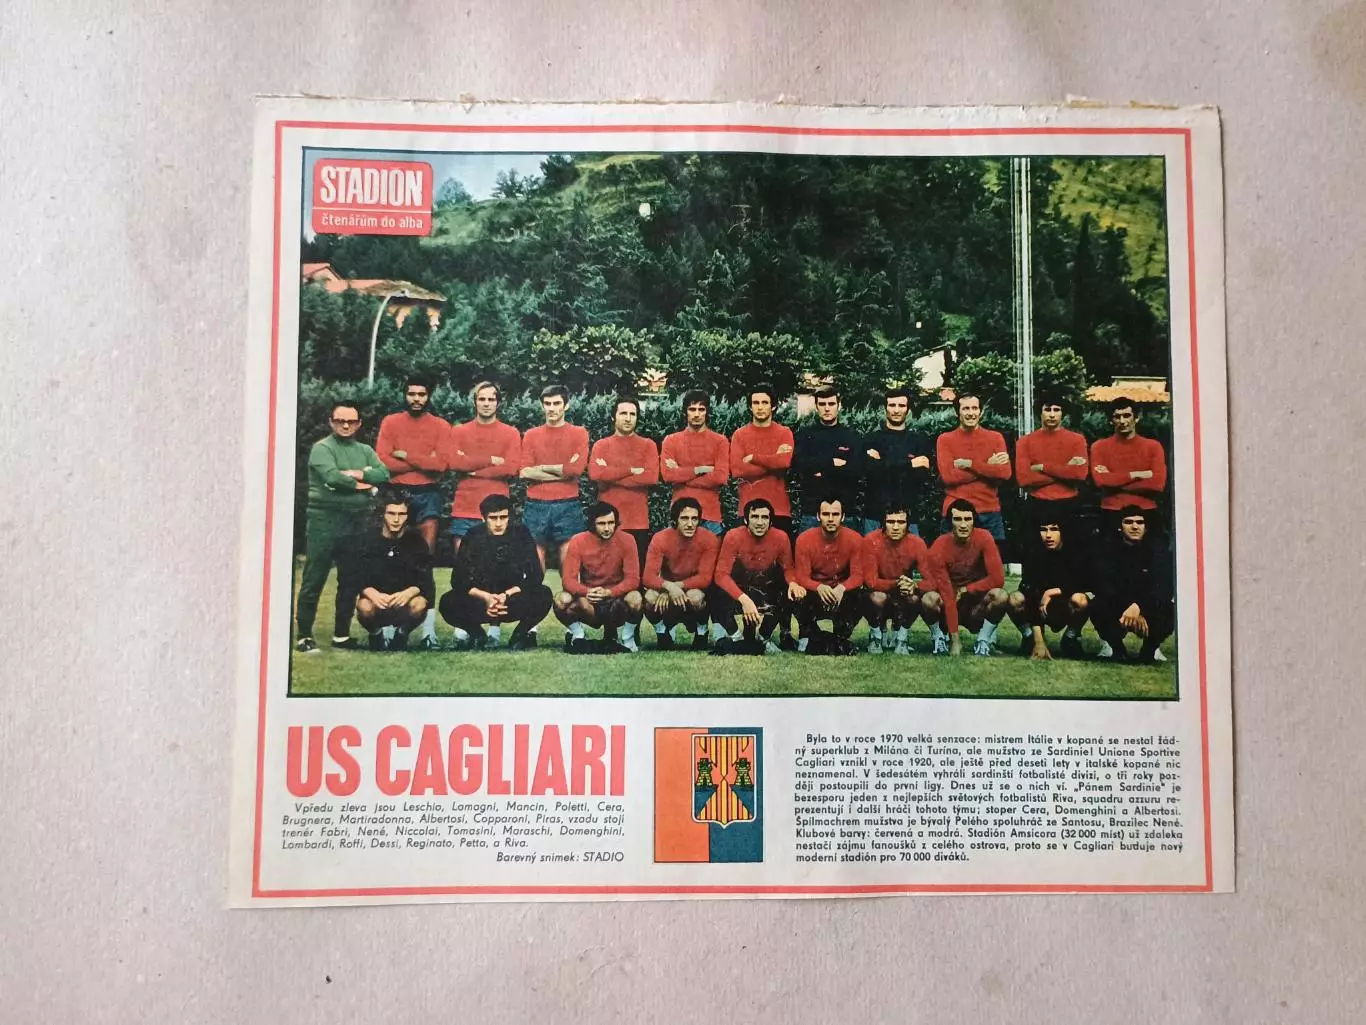 STADION
čtenářům do alba
US CAGLIARI
Vpředu zleva jsou Leschio, Lamagni, Mancin, Poletti, Cera,
Brugnera, Martiradonna, Albertosi, Copparoni, Piras, vzadu stojí
trenér Fabri, Nené, Niccolai, Tomasini, Maraschi, Domenghini,
Lombardi, Roffi, Dessi, Reginato, Petta, a Riva.
Barevný snímek: STADIO
Byla to v roce 1970 velká senzace: mistrem Itálie v kopané se nestal žád-
ný superklub z Milána či Turína, ale mužstvo ze Sardinie! Unione Sportive
Cagliari vznikl v roce 1920, ale ještě před deseti lety v italské kopané nic
neznamenal. V šedesátém vyhráli sardinští fotbalisté divizi, o tři roky poz-
ději postoupili do první ligy. Dnes už se o nich ví. „Pánem Sardinie" je
bezesporu jeden z nejlepších světových fotbalistů Riva, squadru azzuru re-
prezentují i další hráči tohoto týmu; stoper Cera, Domenghini a Albertosi.
Špílmachrem mužstva je bývalý Pelého spoluhráč ze Santosu, Brazilec Nené.
Klubové barvy: červená a modrá. Stadión Amsicora (32 000 míst) už zdaleka
nestačí zájmu fanoušků z celého ostrova, proto se v Cagliari buduje nový
moderní stadión pro 70 000 diváků.